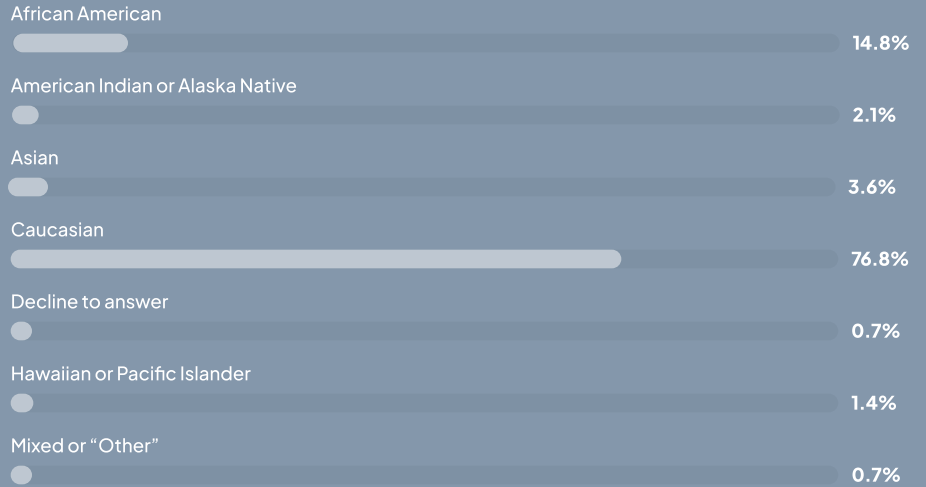 African American
14.8%
American Indian or Alaska Native
2.1%
Asian
3.6%
Caucasian
76.8%
Decline to answer
0.7%
Hawaiian or Pacific Islander
1.4%
Mixed or “Other”
0.7%